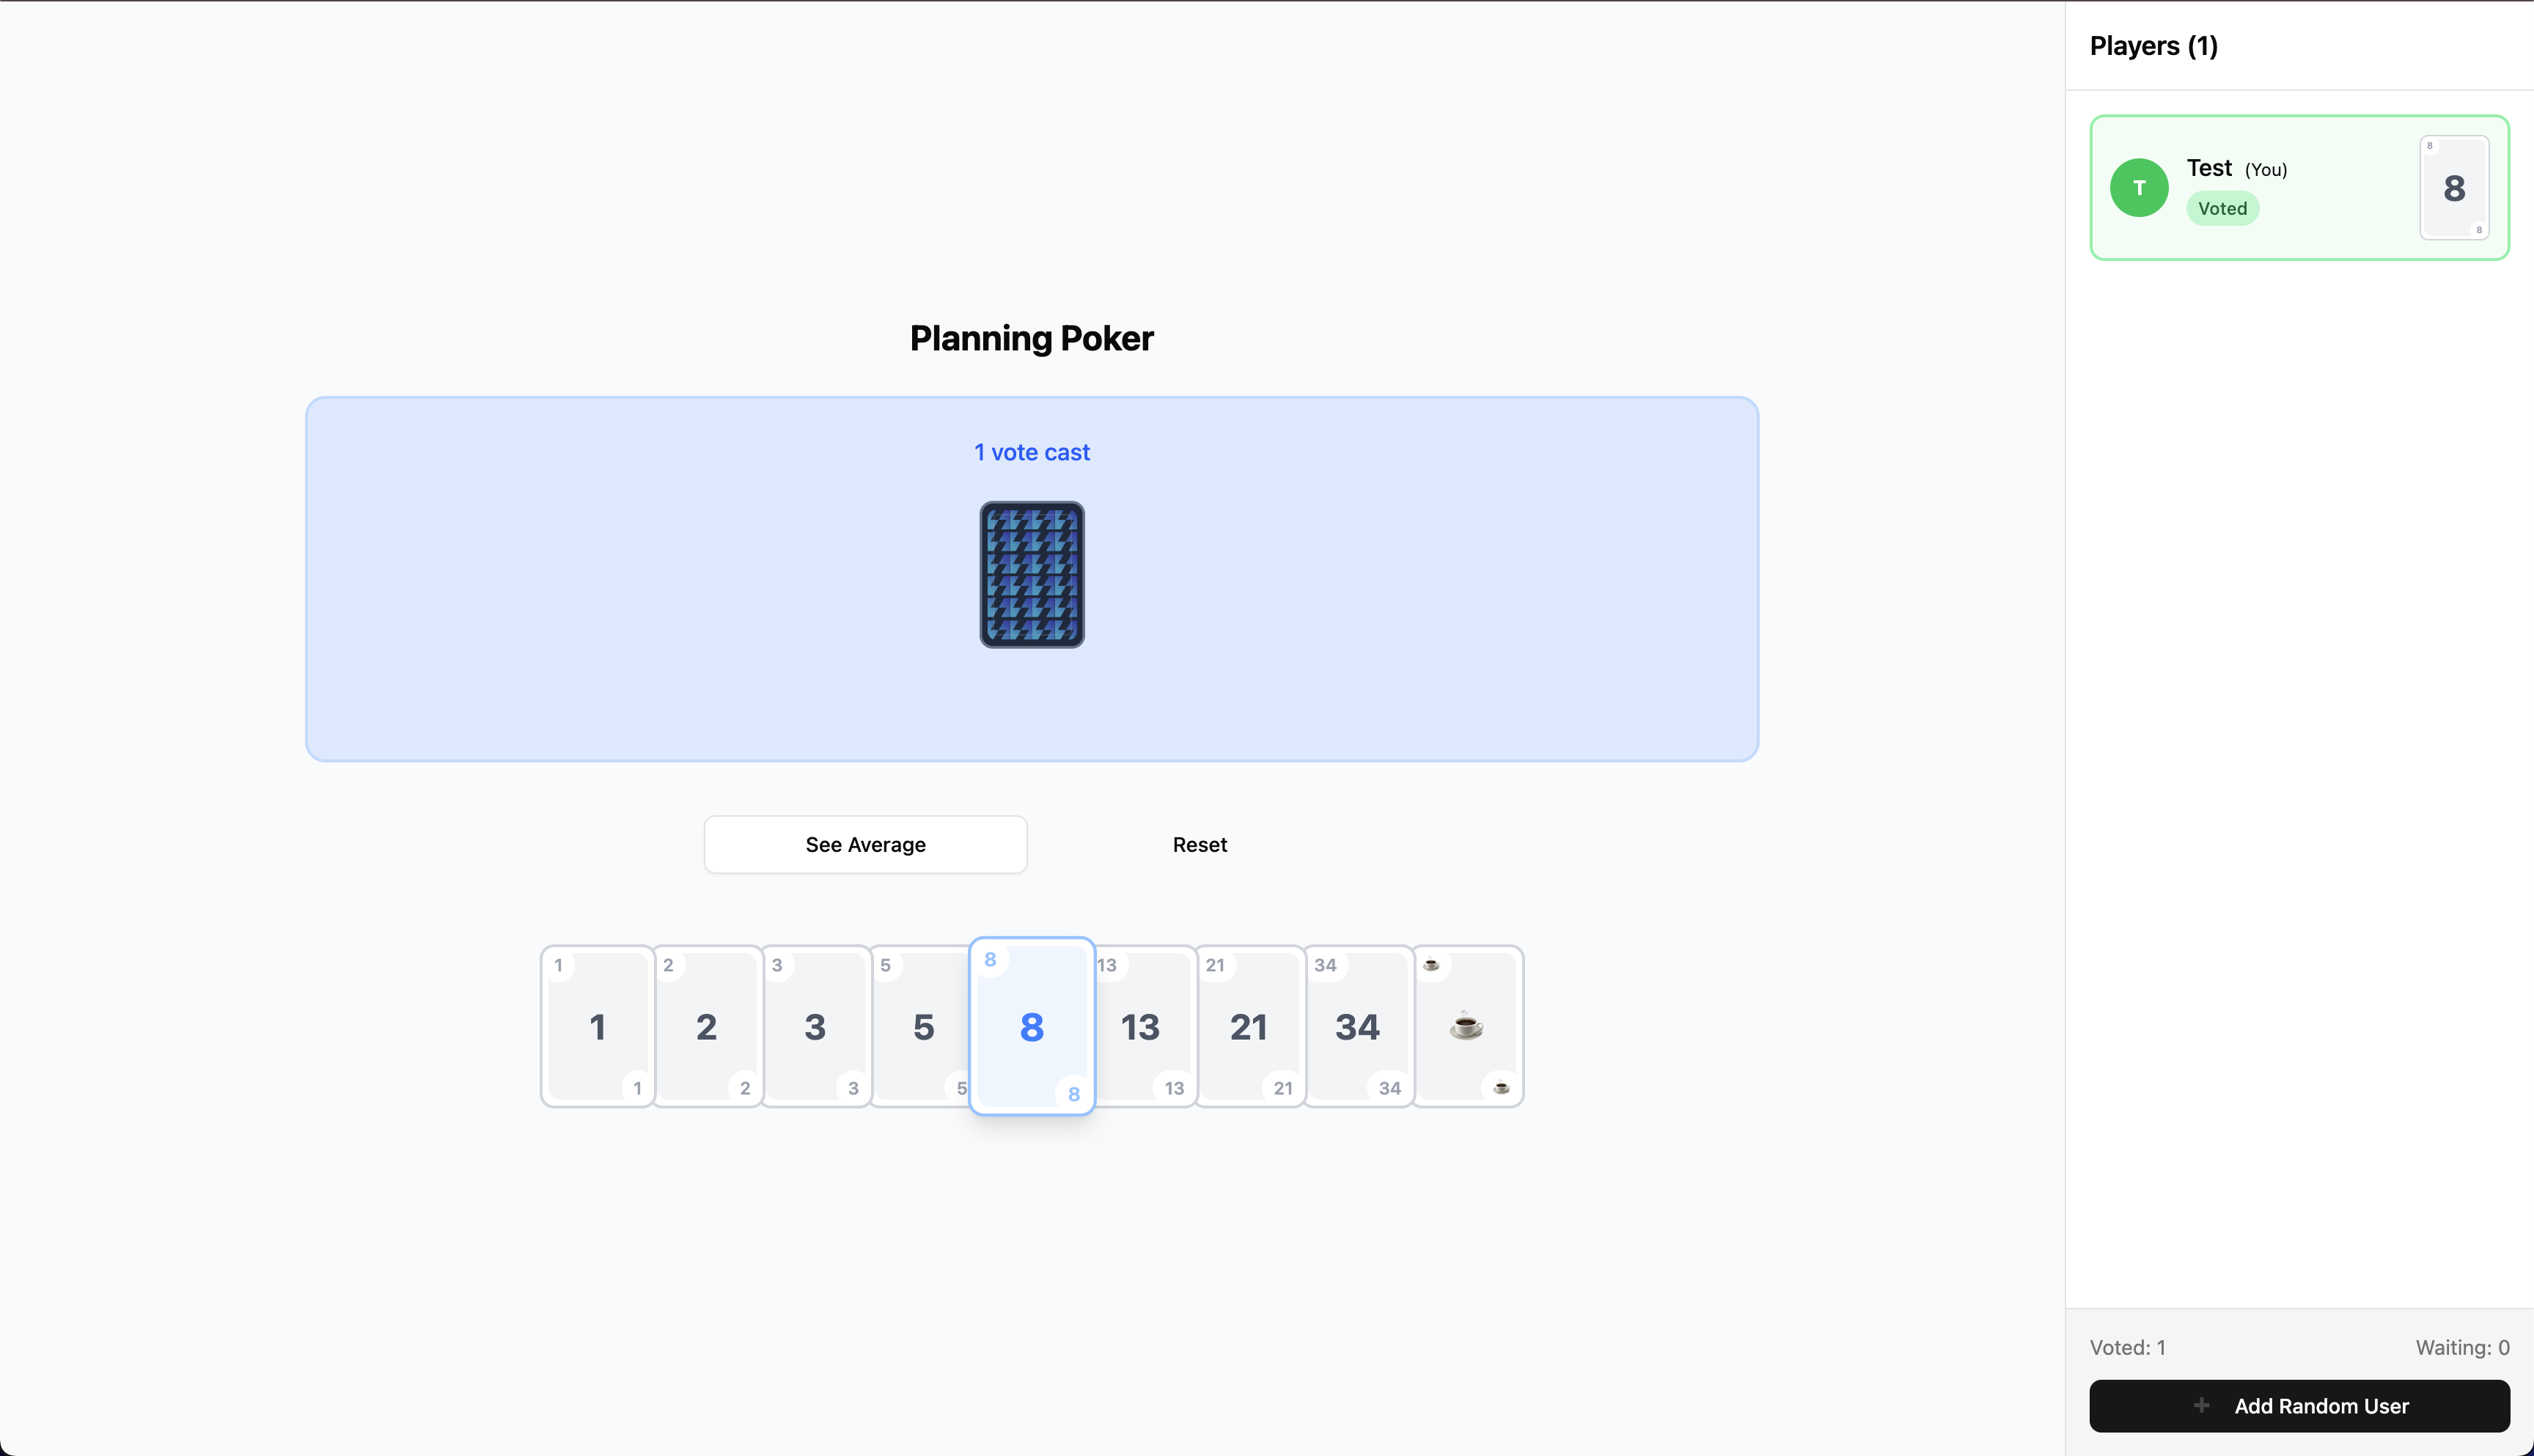 Planning Poker
1 vote cast
See Average
Reset
1
1
1
2
2
2
3
3
3
5
5
5
8
8
8
13
13
13
21
21
21
34
34
34
☕
☕
☕
Players (1)
T
Test (You)
Voted
8
8
8
Voted: 1
Waiting: 0
+ Add Random User